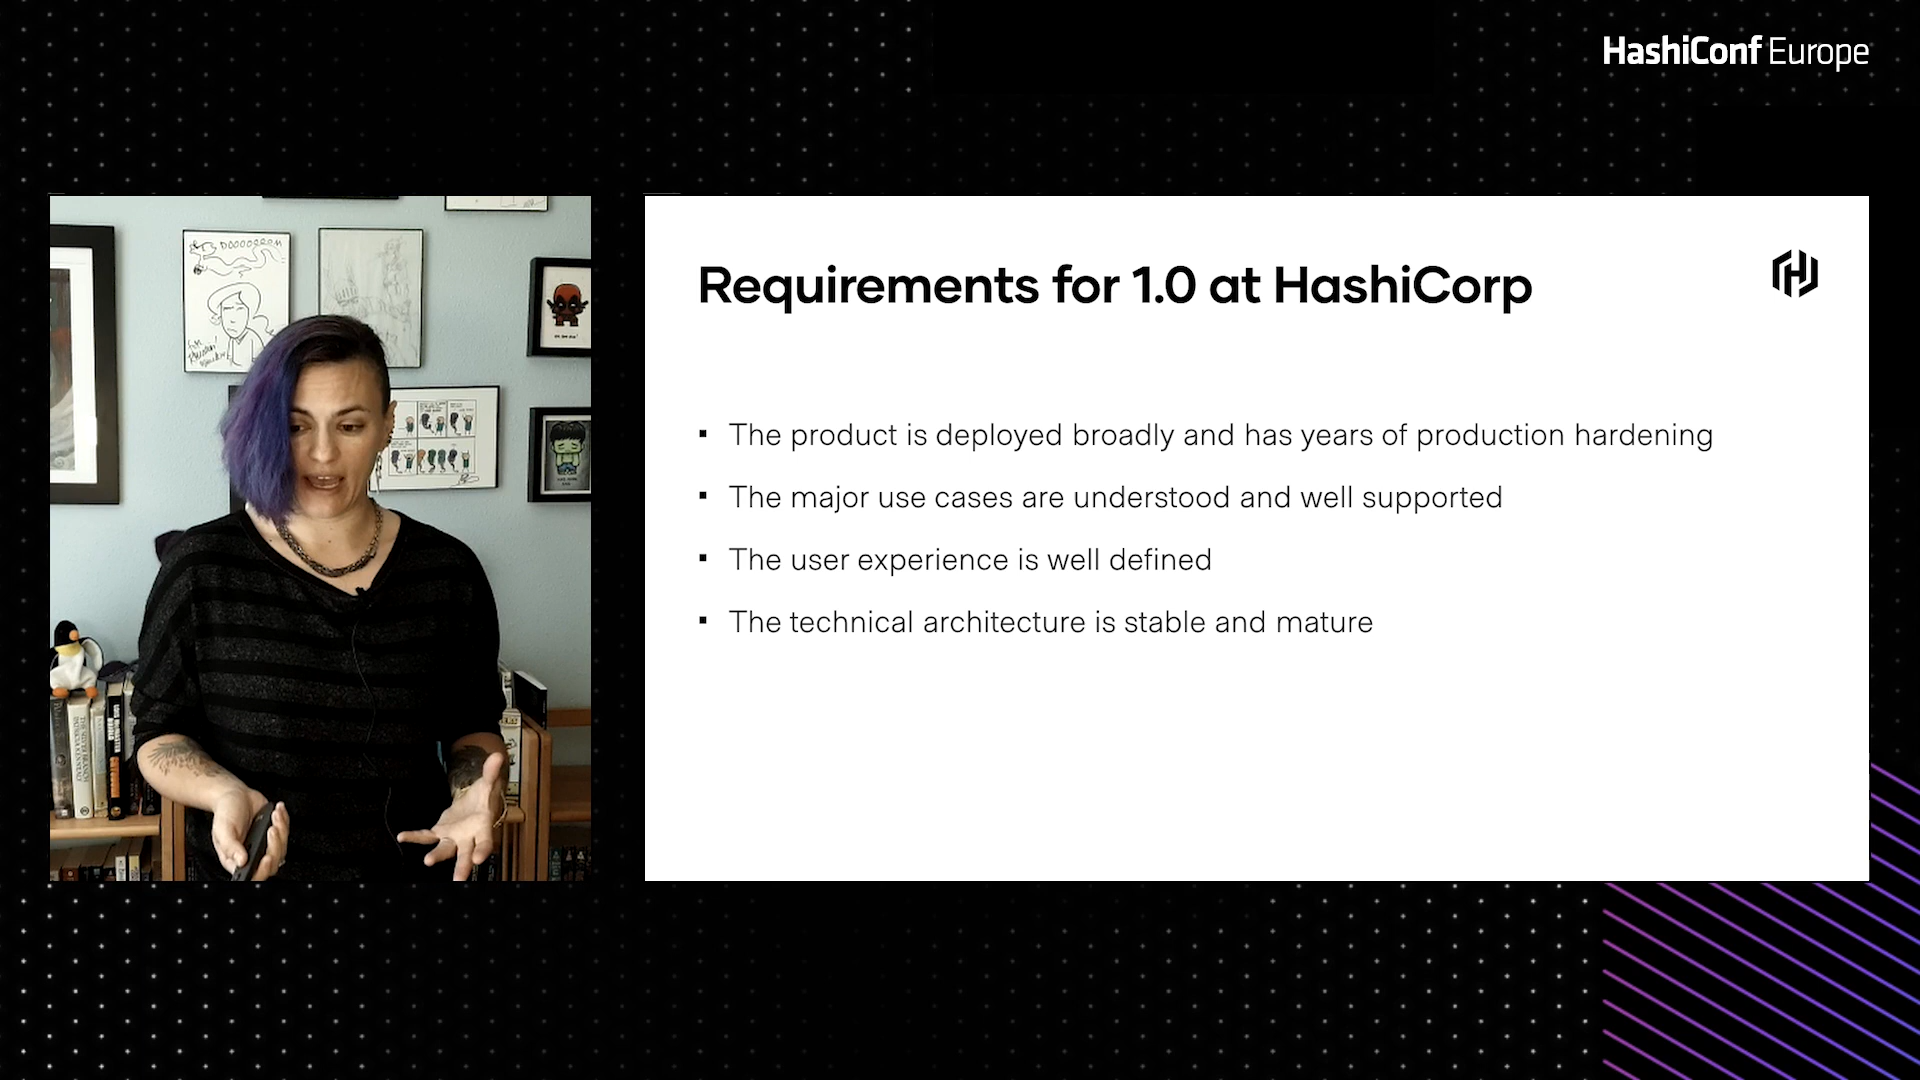 HashiConf Europe
Requirements for 1.0 at HashiCorp
▪ The product is deployed broadly and has years of production hardening
▪ The major use cases are understood and well supported
▪ The user experience is well defined
▪ The technical architecture is stable and mature